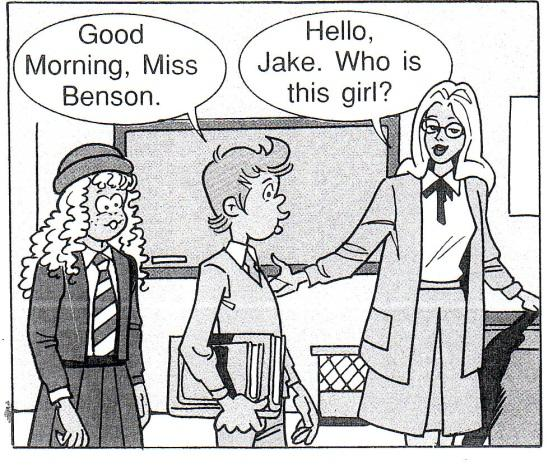 Good
Morning, Miss
Benson.
Hello,
Jake. Who is
this girl?